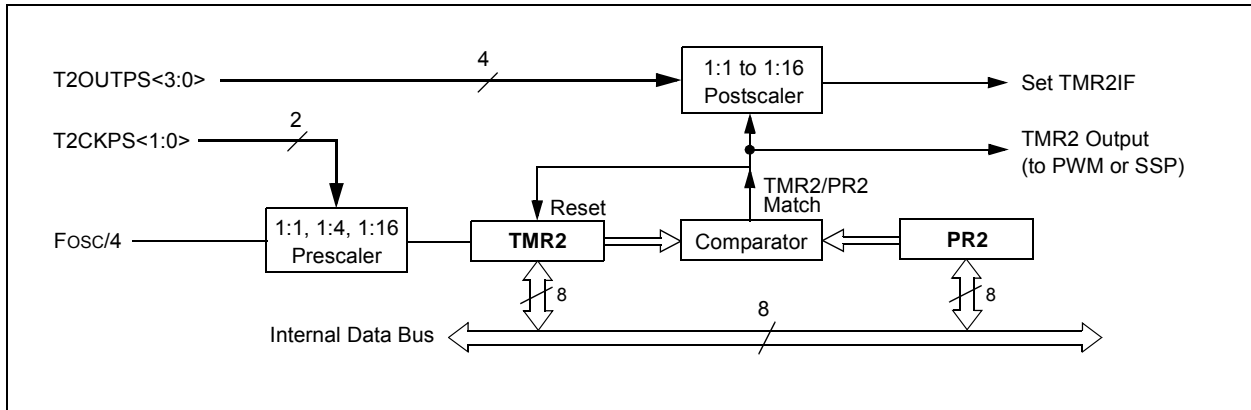 T2OUTPS<3:0>
4
1:1 to 1:16
Postscaler
Set TMR2IF
T2CKPS<1:0>
2
TMR2 Output
(to PWM or SSP)
TMR2/PR2
Match
Reset
FOSC/4
1:1, 1:4, 1:16
Prescaler
TMR2
Comparator
PR2
8
8
8
Internal Data Bus